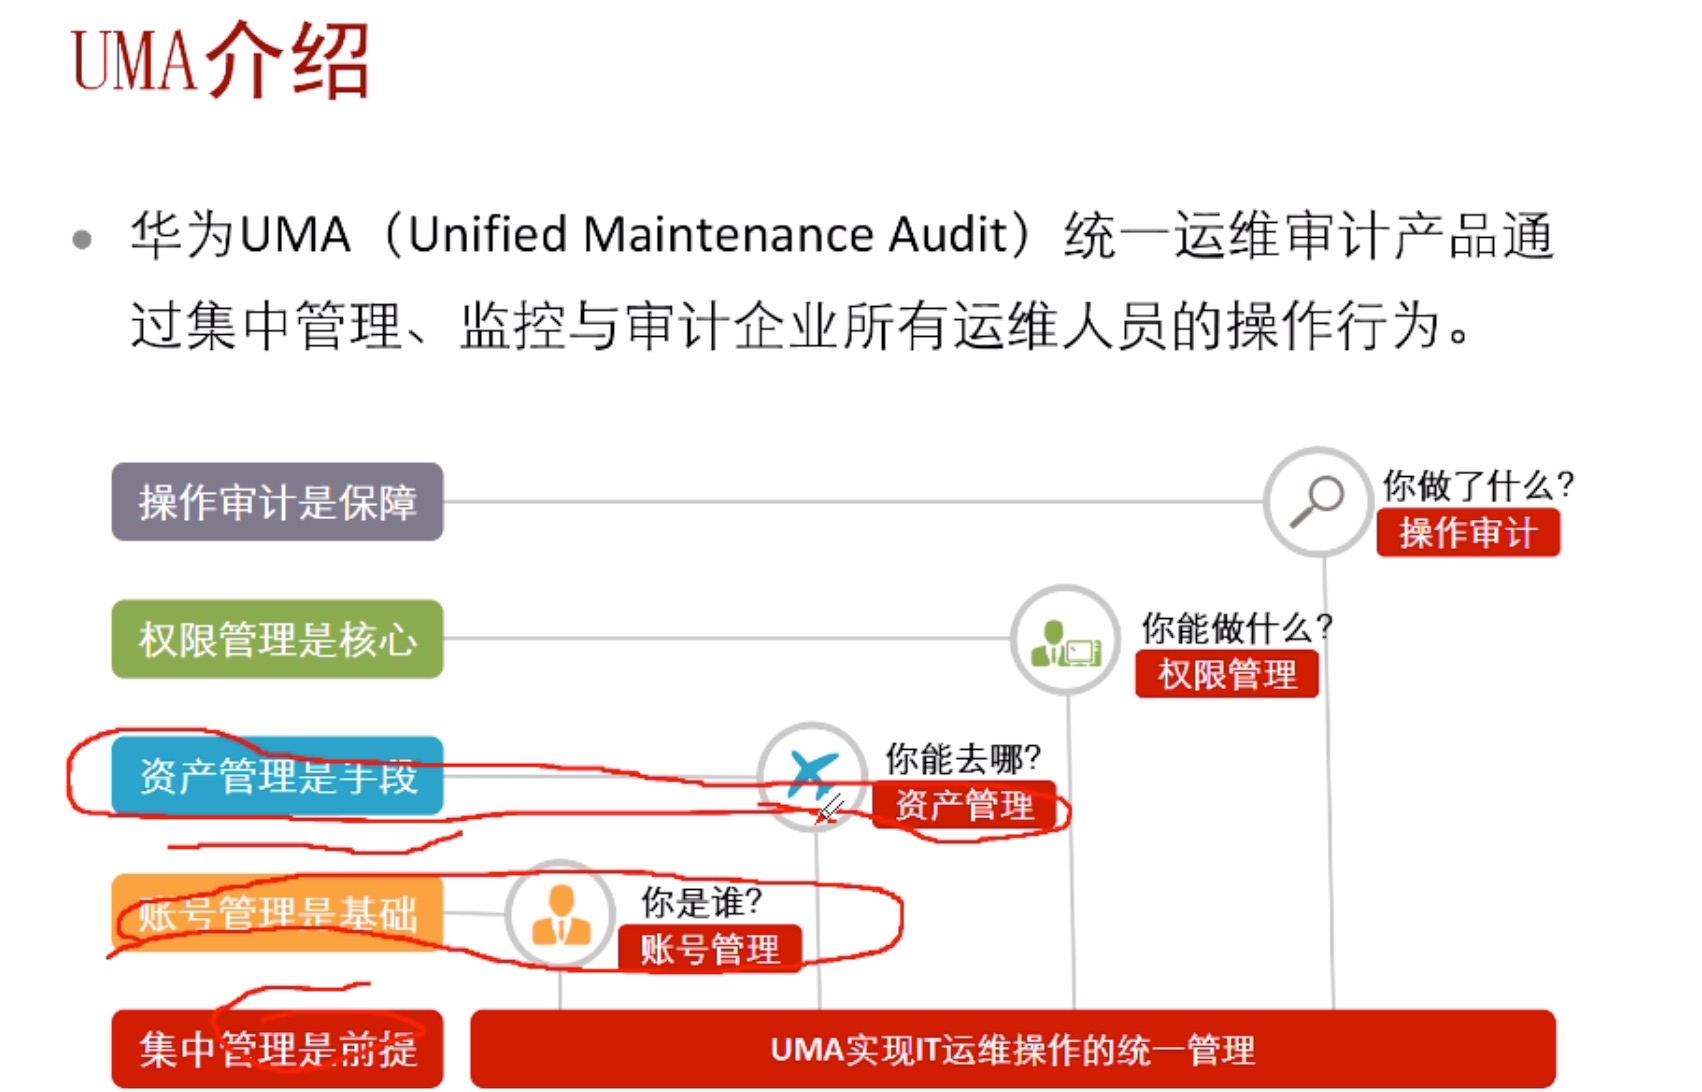 UMA介绍
华为UMA（Unified Maintenance Audit）统一运维审计产品通
过集中管理、监控与审计企业所有运维人员的操作行为。
操作审计是保障
你做了什么?
操作审计
权限管理是核心
你能做什么?
权限管理
资产管理是手段
你能去哪?
资产管理
账号管理是基础
你是谁?
账号管理
集中管理是前提
UMA实现IT运维操作的统一管理